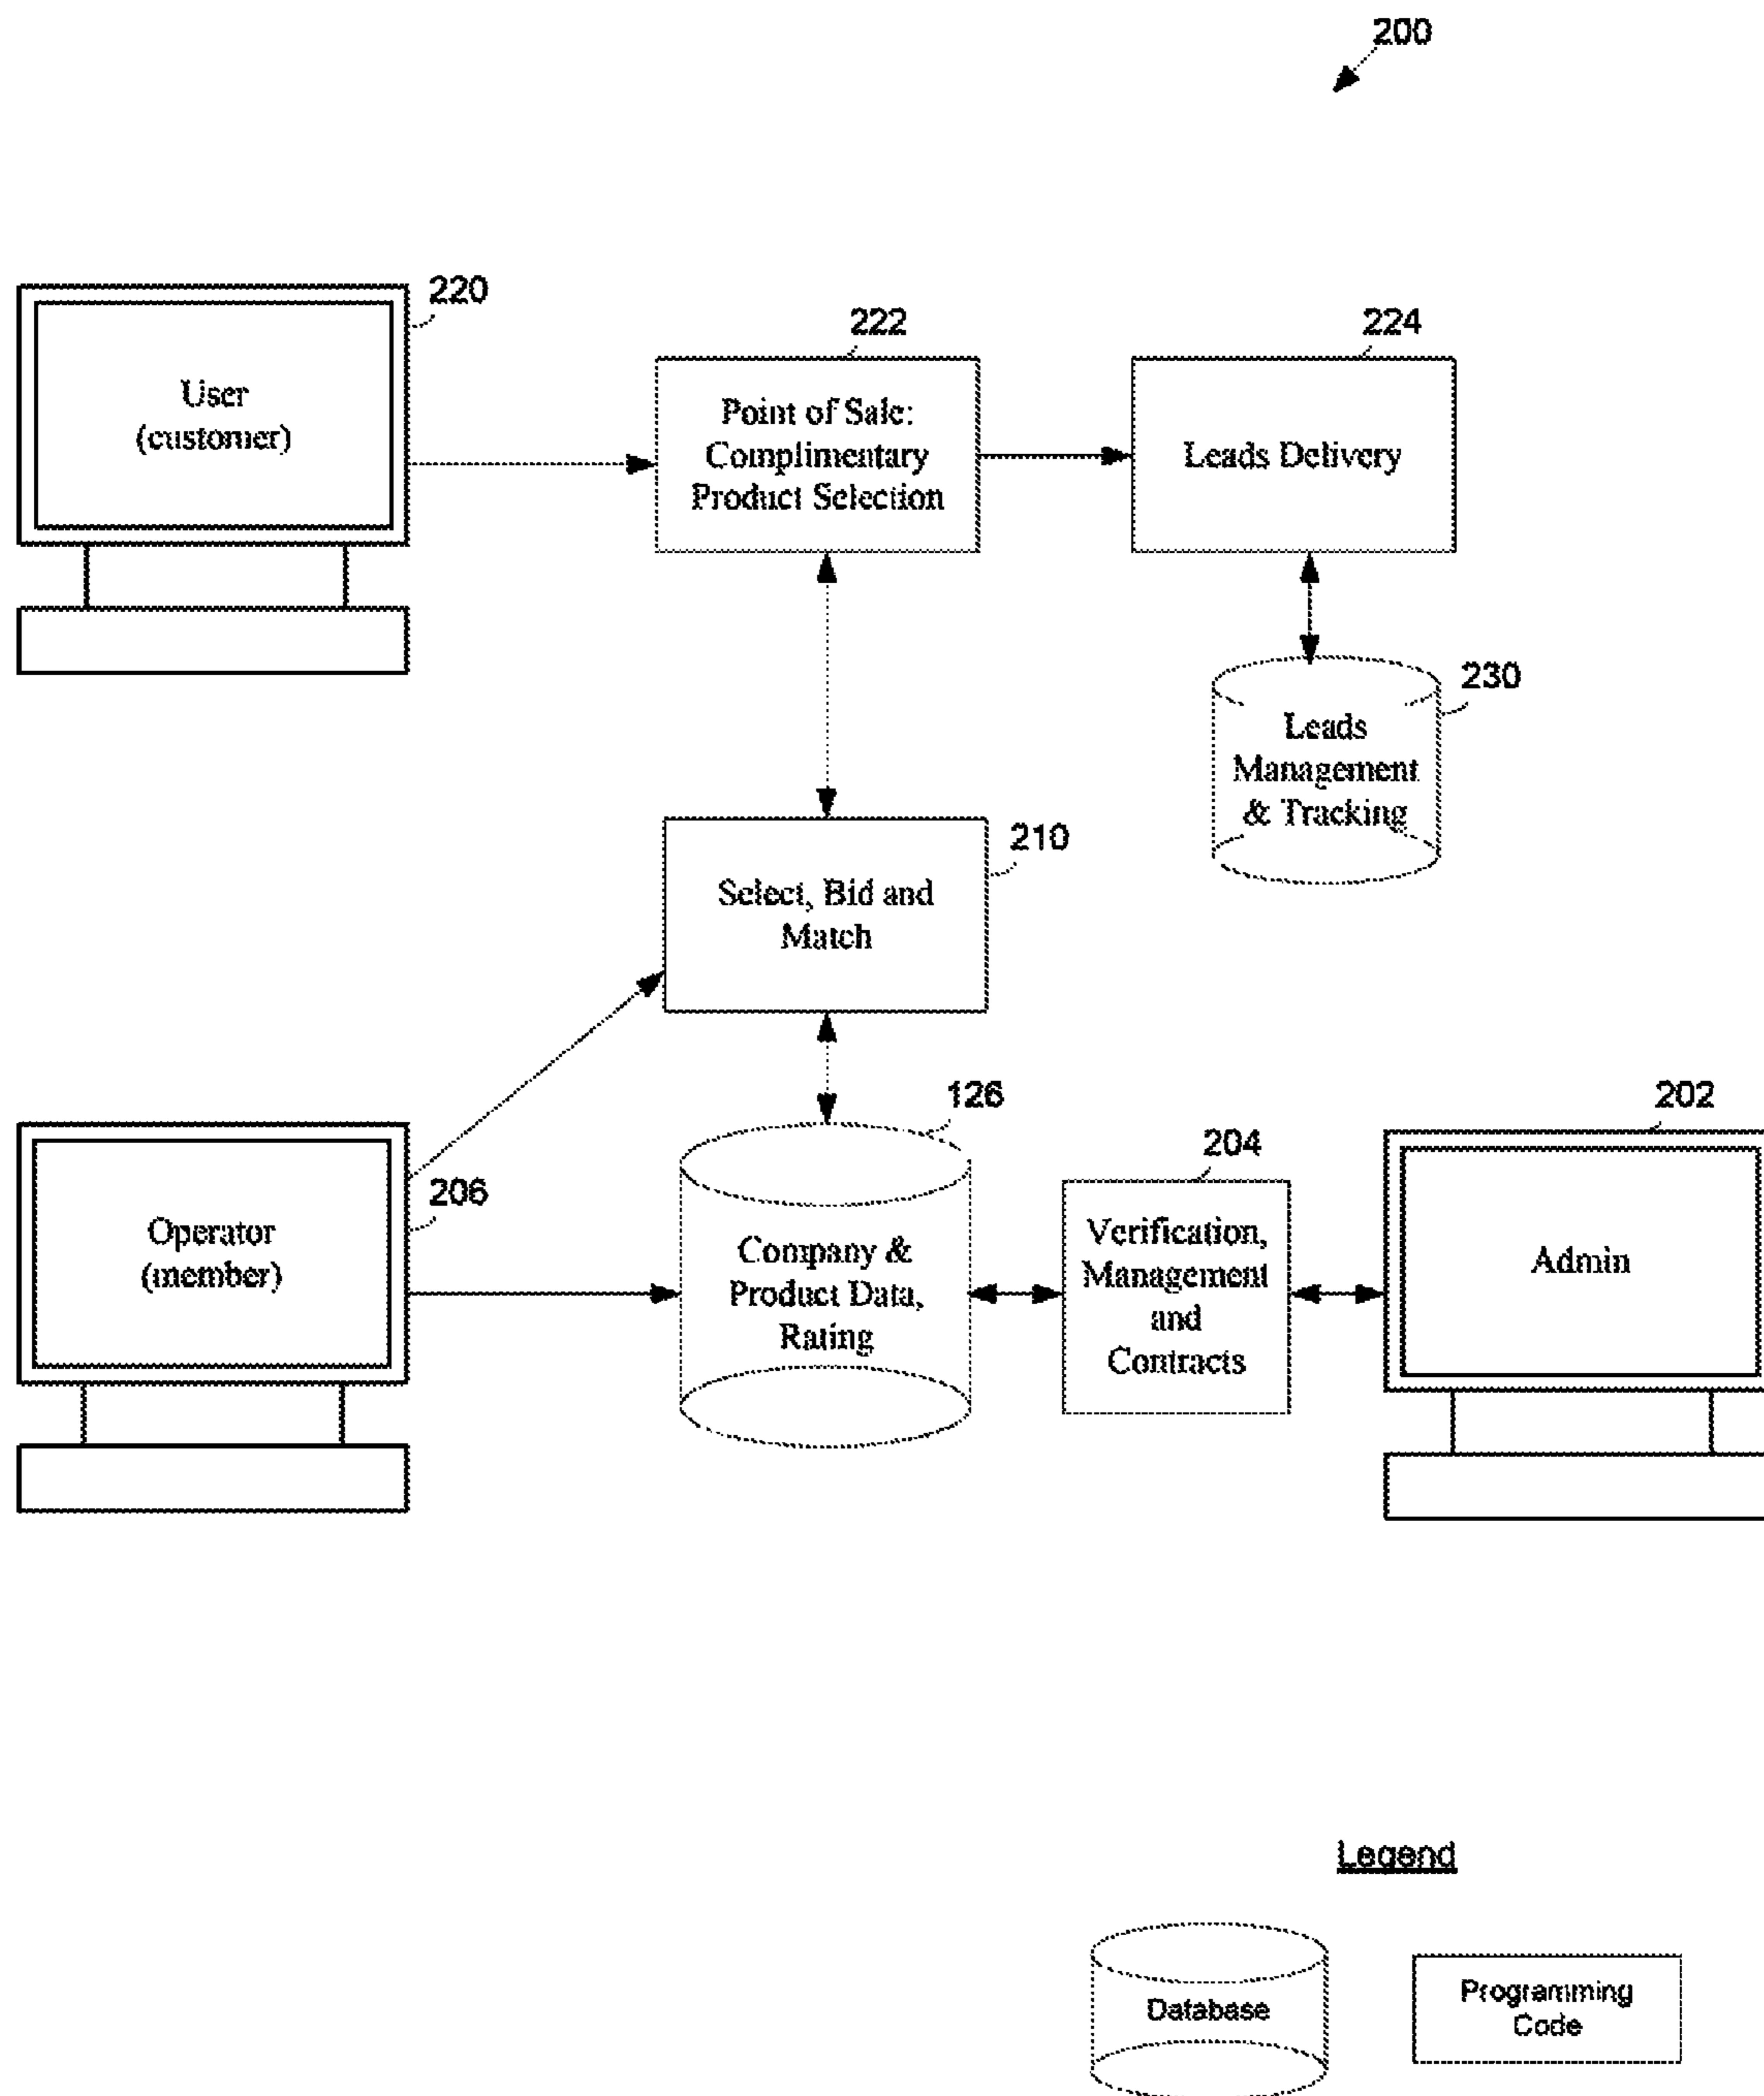 200
220
User
(customer)
222
Point of Sale:
Complimentary
Product Selection
224
Leads Delivery
230
Leads
Management
& Tracking
210
Select, Bid and
Match
206
Operator
(member)
126
Company &
Product Data,
Rating
204
Verification,
Management
and
Contracts
202
Admin
Legend
Database
Programming
Code